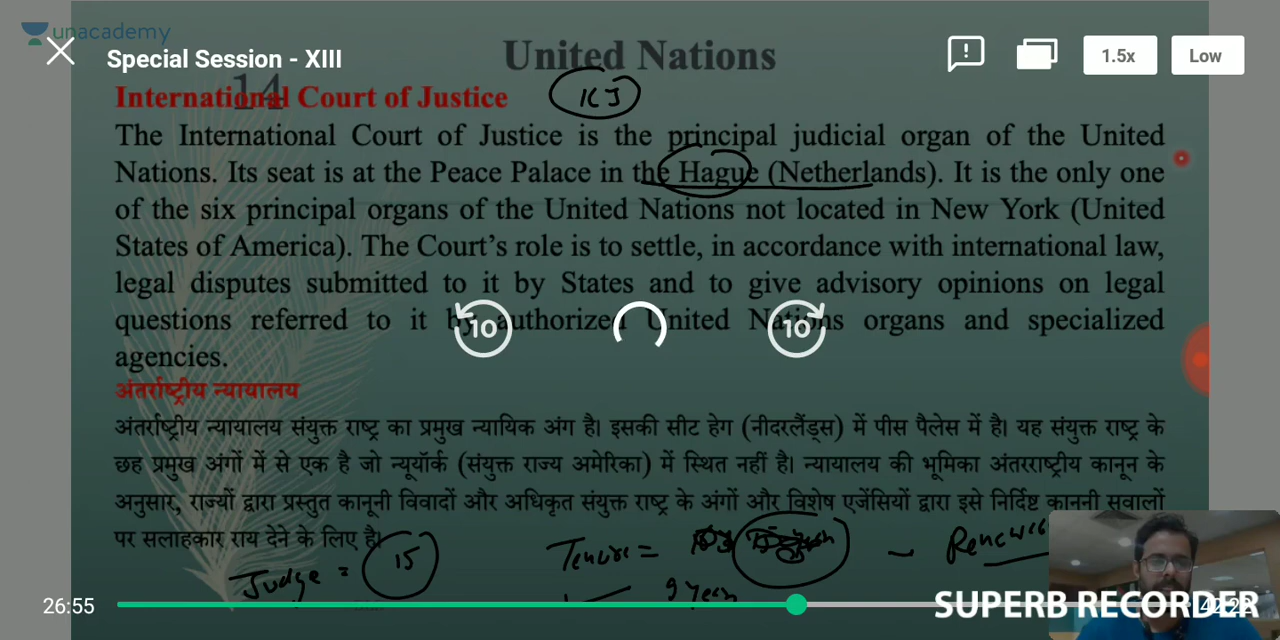 unacademy
Special Session - XIII
United Nations
1.5x
Low
14
International Court of Justice
ICJ
The International Court of Justice is the principal judicial organ of the United
Nations. Its seat is at the Peace Palace in the Hague (Netherlands). It is the only one
of the six principal organs of the United Nations not located in New York (United
States of America). The Court's role is to settle, in accordance with international law,
legal disputes submitted to it by States and to give advisory opinions on legal
questions referred to it by authorized United Nations organs and specialized
agencies.
10
10
अंतर्राष्ट्रीय न्यायालय
अंतर्राष्ट्रीय न्यायालय संयुक्त राष्ट्र का प्रमुख न्यायिक अंग है। इसकी सीट हेग (नीदरलैंड्स) में पीस पैलेस में है। यह संयुक्त राष्ट्र के
छह प्रमुख अंगों में से एक है जो न्यूयॉर्क (संयुक्त राज्य अमेरिका) में स्थित नहीं है। न्यायालय की भूमिका अंतरराष्ट्रीय कानून के
अनुसार, राज्यों द्वारा प्रस्तुत कानूनी विवादों और अधिकृत संयुक्त राष्ट्र के अंगों और विशेष एजेंसियों द्वारा इसे निर्दिष्ट कानूनी सवालों
पर सलाहकार राय देने के लिए है।
Judge = 15
Tenure =
9 year
26:55
SUPERB RECORDER